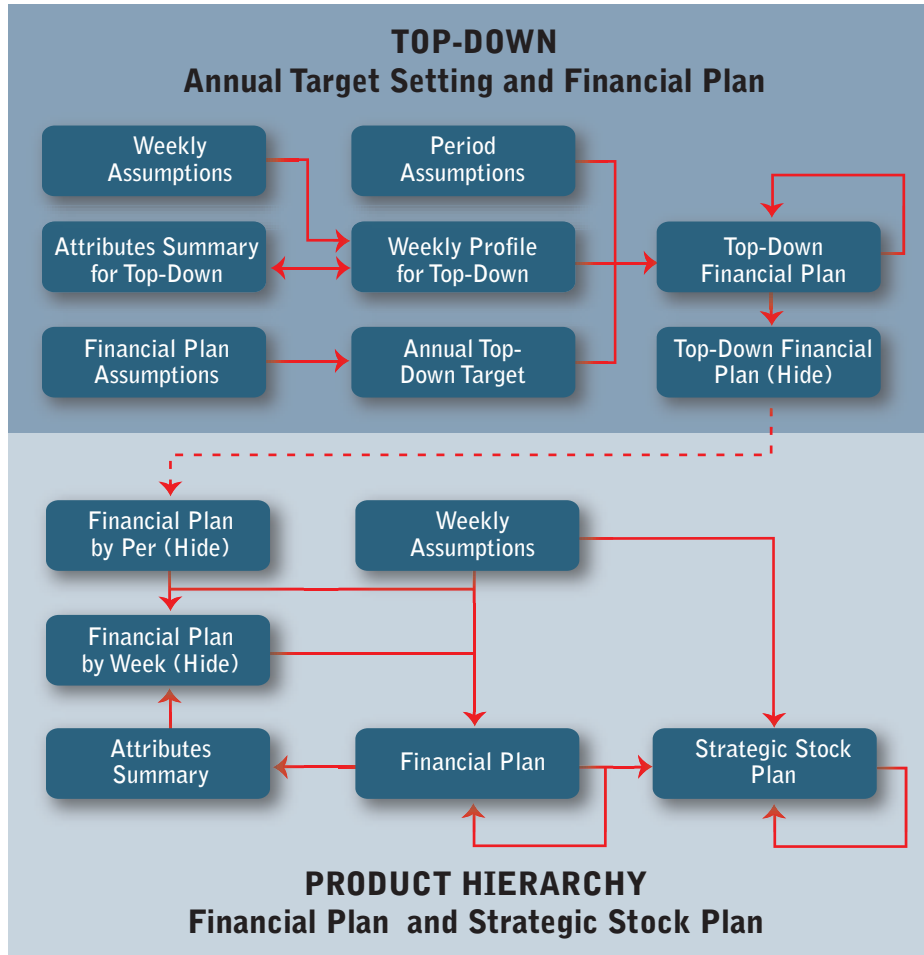 TOP-DOWN
Annual Target Setting and Financial Plan
Weekly
Assumptions
Period
Assumptions
Attributes Summary
for Top-Down
Weekly Profile
for Top-Down
Top-Down
Financial Plan
Financial Plan
Assumptions
Annual Top-
Down Target
Top-Down Financial
Plan (Hide)
Financial Plan
by Per (Hide)
Weekly
Assumptions
Financial Plan
by Week (Hide)
Attributes
Summary
Financial Plan
Strategic Stock
Plan
PRODUCT HIERARCHY
Financial Plan and Strategic Stock Plan